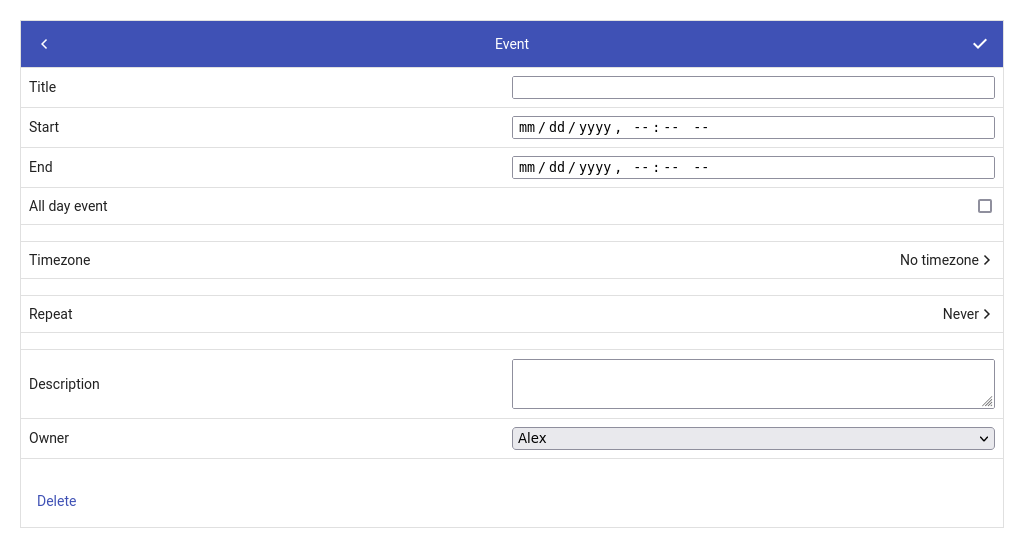 Event
Title
Start mm/dd/yyyy, --:-- --
End mm/dd/yyyy, --:-- --
All day event
Timezone No timezone
Repeat Never
Description
Owner Alex
Delete